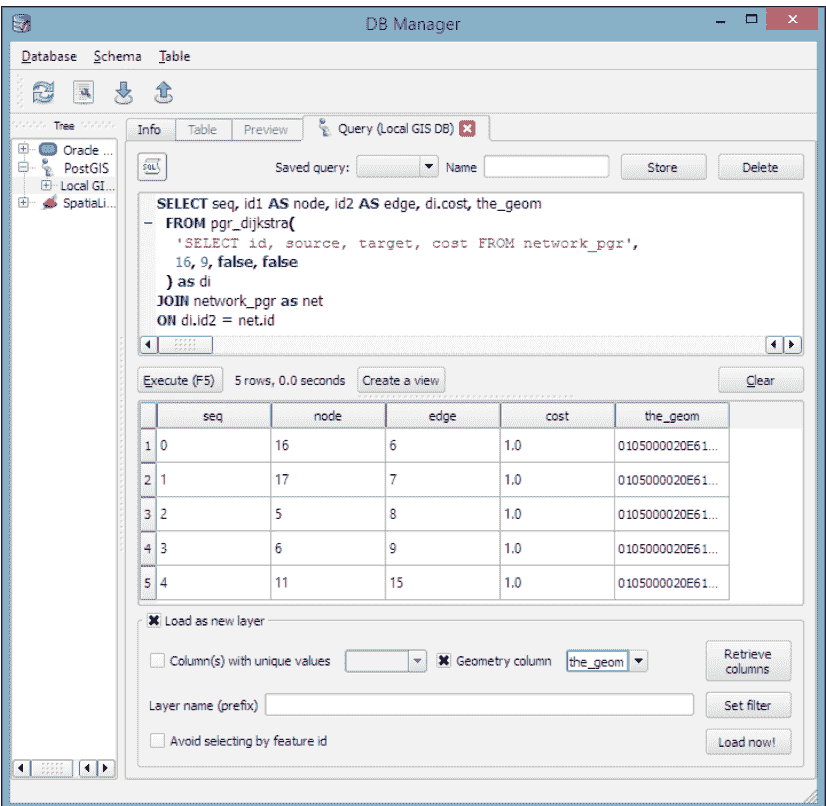 DB Manager
Database Schema Table
Tree
Oracle ...
PostGIS
Local GI...
SpatiaLi...
Info Table Preview Query (Local GIS DB)
SQL Saved query: Name Store Delete
SELECT seq, id1 AS node, id2 AS edge, di.cost, the_geom
FROM pgr_dijkstra(
'SELECT id, source, target, cost FROM network_pgr',
16, 9, false, false
) as di
JOIN network_pgr as net
ON di.id2 = net.id
Execute (F5) 5 rows, 0.0 seconds Create a view Clear
seq node edge cost the_geom
1 0 16 6 1.0 0105000020E61...
2 1 17 7 1.0 0105000020E61...
3 2 5 8 1.0 0105000020E61...
4 3 6 9 1.0 0105000020E61...
5 4 11 15 1.0 0105000020E61...
Load as new layer
Column(s) with unique values Geometry column the_geom Retrieve columns
Layer name (prefix) Set filter
Avoid selecting by feature id Load now!